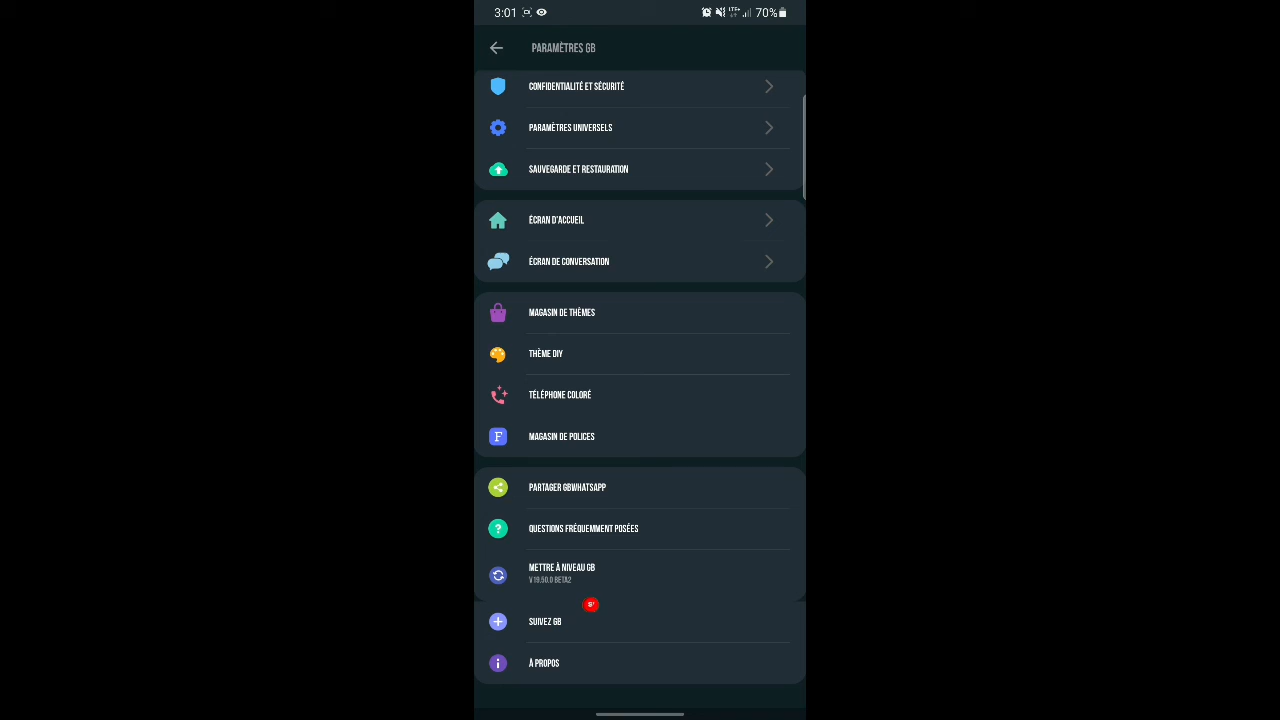 3:01
LTE+
70%
PARAMÈTRES GB
CONFIDENTIALITÉ ET SÉCURITÉ
PARAMÈTRES UNIVERSELS
SAUVEGARDE ET RESTAURATION
ÉCRAN D'ACCUEIL
ÉCRAN DE CONVERSATION
MAGASIN DE THÈMES
THÈME DIY
TÉLÉPHONE COLORÉ
F
MAGASIN DE POLICES
PARTAGER GBWHATSAPP
?
QUESTIONS FRÉQUEMMENT POSÉES
METTRE À NIVEAU GB
V19.50.0 BETA2
SUIVEZ GB
À PROPOS